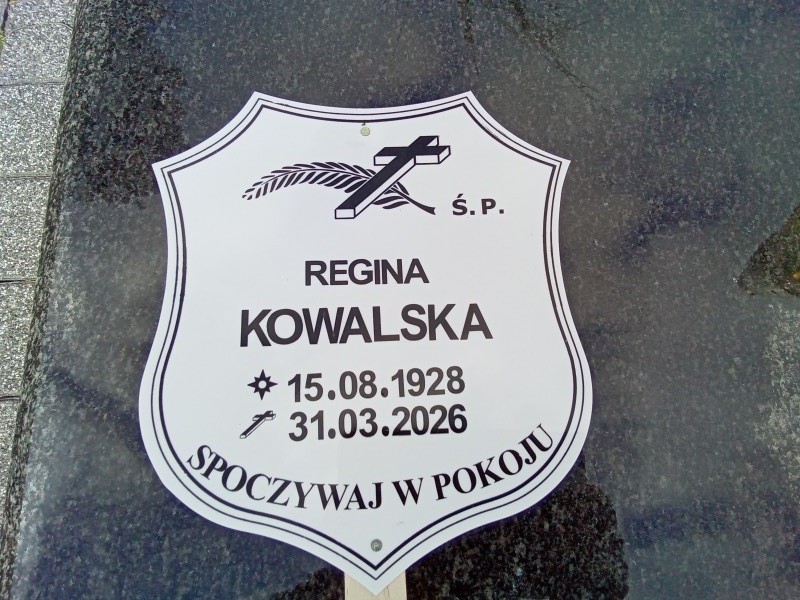 Ś.P.
REGINA
KOWALSKA
15.08.1928
31.03.2026
SPOCZYWAJ W POKOJU